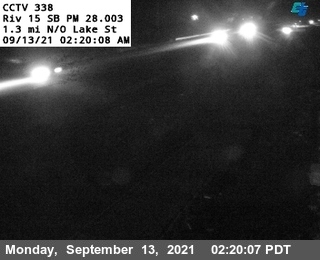 CCTV 338
Riv 15 SB PM 28.003
1.3 mi N/O Lake St
09/13/21 02:20:08 AM
Monday, September 13, 2021 02:20:07 PDT